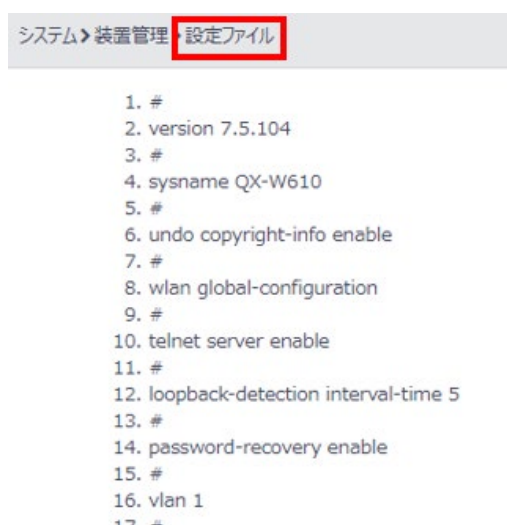 システム>装置管理>設定ファイル
1. #
2. version 7.5.104
3. #
4. sysname QX-W610
5. #
6. undo copyright-info enable
7. #
8. wlan global-configuration
9. #
10. telnet server enable
11. #
12. loopback-detection interval-time 5
13. #
14. password-recovery enable
15. #
16. vlan 1
17. #